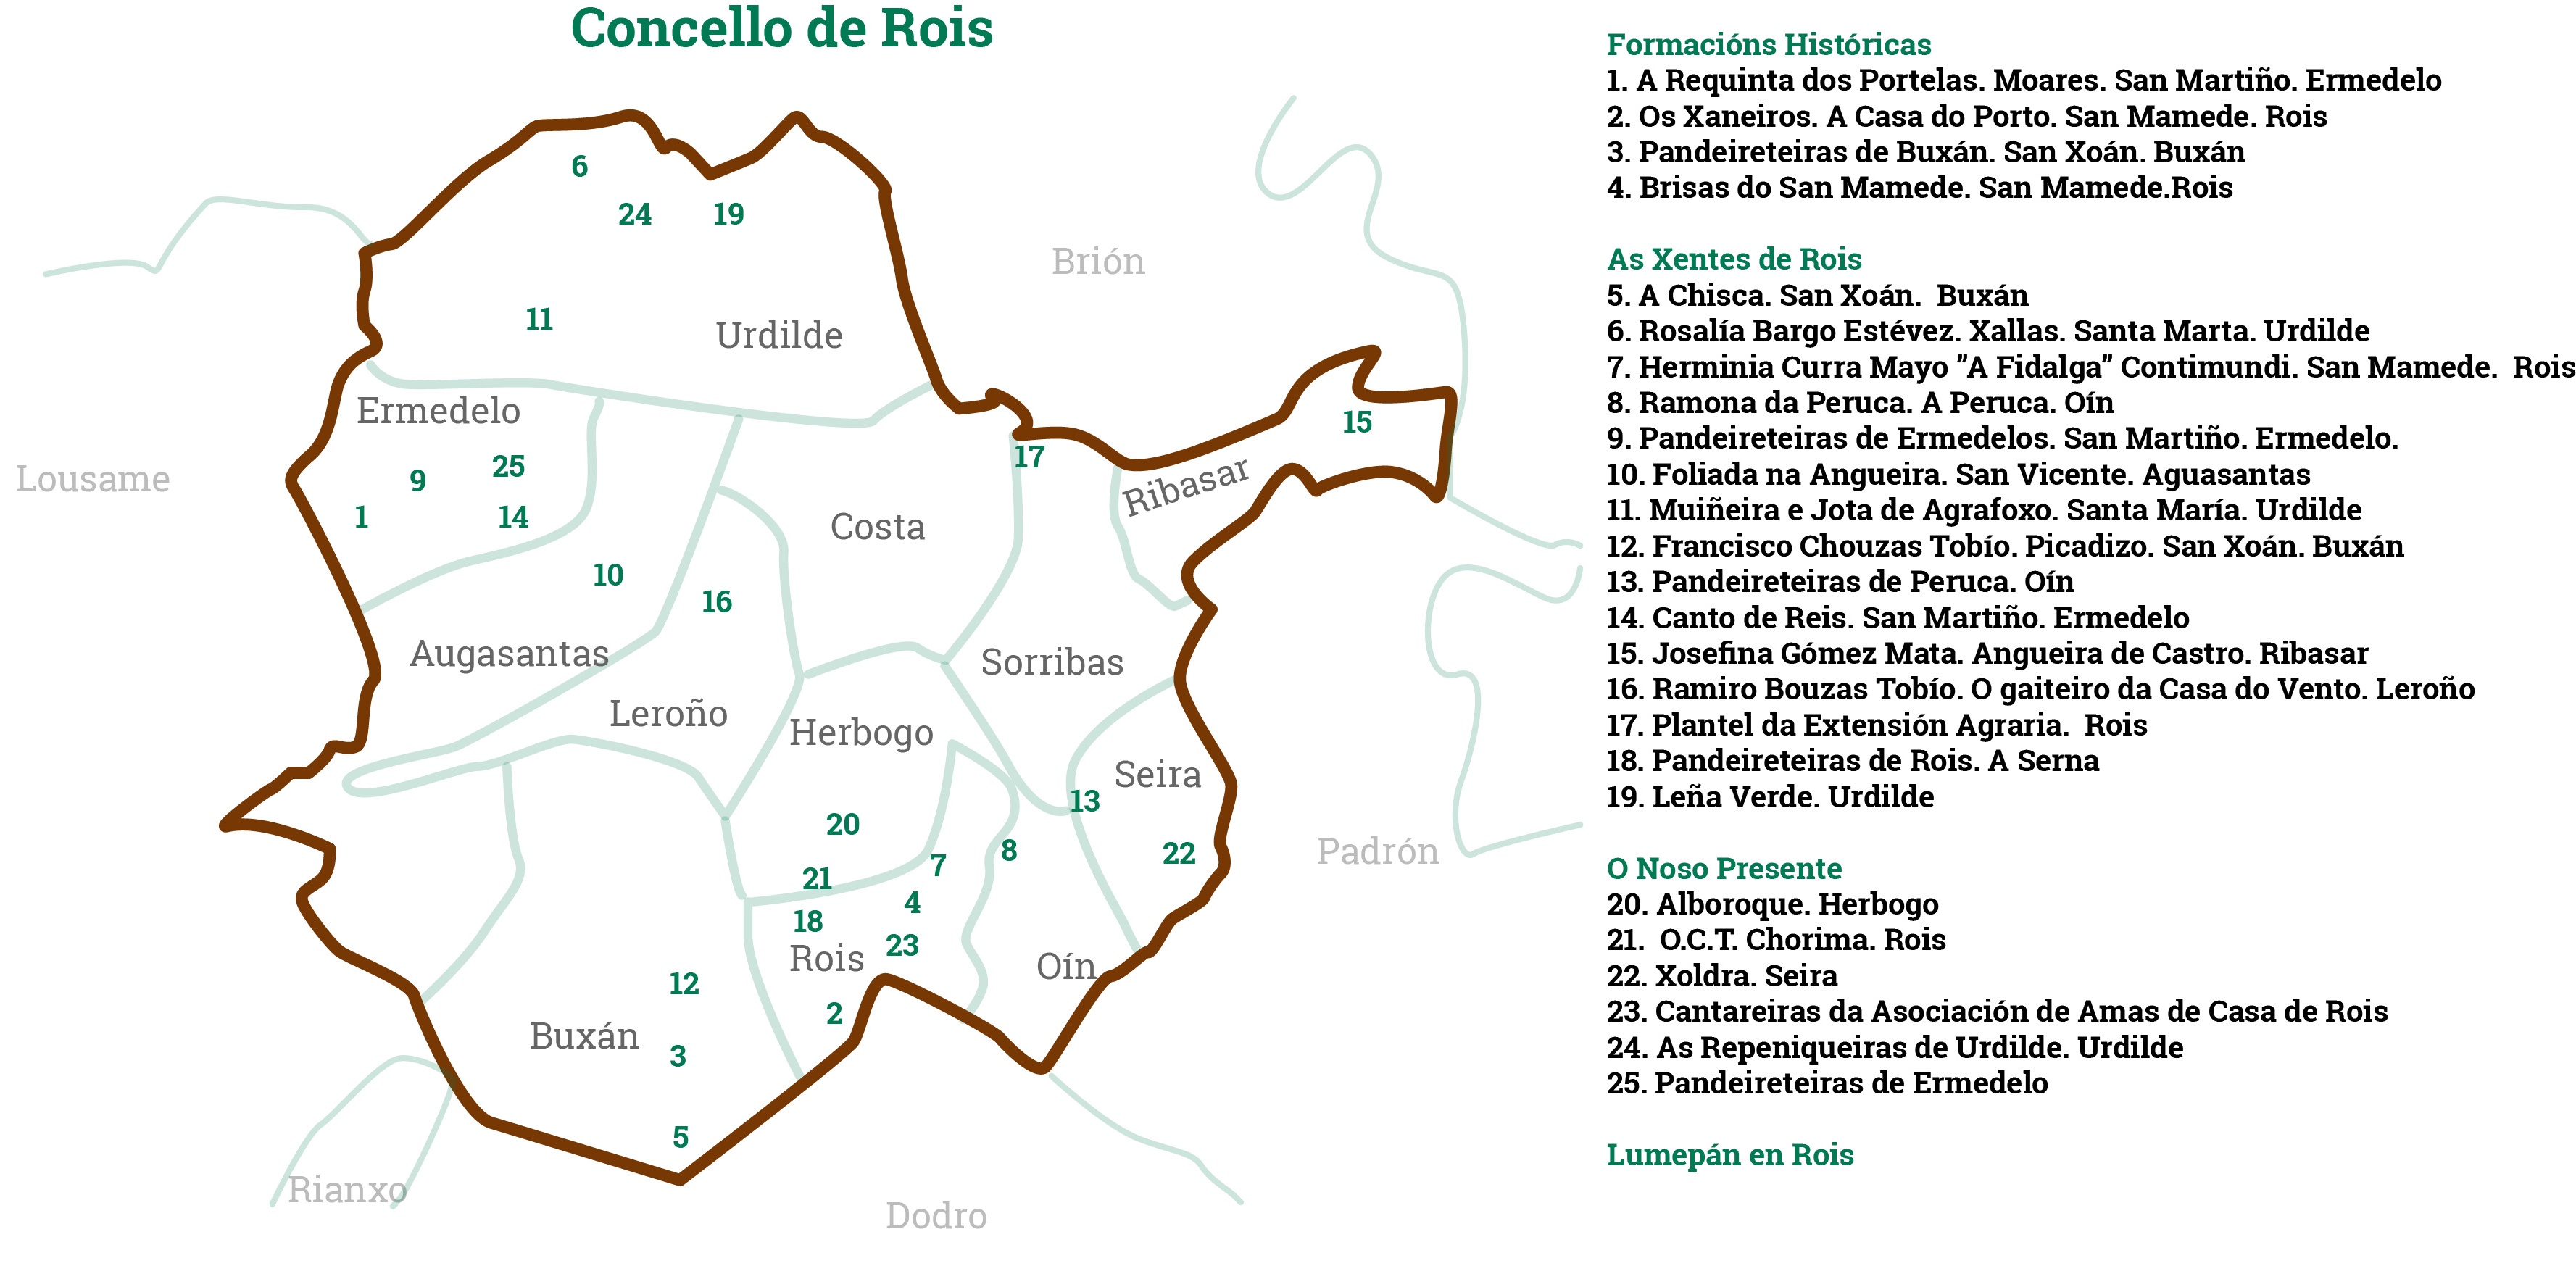 Concello de Rois
6
24
19
Brión
11
Urdilde
Ermedelo
15
17
Lousame
9
25
Ribasar
1
14
Costa
10
16
Augasantas
Sorribas
Leroño
Herbogo
Seira
13
20
8
22
Padrón
7
21
4
18
23
Rois
Oín
12
2
Buxán
3
5
Rianxo
Dodro
Formacións Históricas
1. A Requinta dos Portelas. Moares. San Martiño. Ermedelo
2. Os Xaneiros. A Casa do Porto. San Mamede. Rois
3. Pandeireteiras de Buxán. San Xoán. Buxán
4. Brisas do San Mamede. San Mamede.Rois
As Xentes de Rois
5. A Chisca. San Xoán.  Buxán
6. Rosalía Bargo Estévez. Xallas. Santa Marta. Urdilde
7. Herminia Curra Mayo ”A Fidalga” Contimundi. San Mamede.  Rois
8. Ramona da Peruca. A Peruca. Oín
9. Pandeireteiras de Ermedelos. San Martiño. Ermedelo.
10. Foliada na Angueira. San Vicente. Aguasantas
11. Muiñeira e Jota de Agrafoxo. Santa María. Urdilde
12. Francisco Chouzas Tobío. Picadizo. San Xoán. Buxán
13. Pandeireteiras de Peruca. Oín
14. Canto de Reis. San Martiño. Ermedelo
15. Josefina Gómez Mata. Angueira de Castro. Ribasar
16. Ramiro Bouzas Tobío. O gaiteiro da Casa do Vento. Leroño
17. Plantel da Extensión Agraria.  Rois
18. Pandeireteiras de Rois. A Serna
19. Leña Verde. Urdilde
O Noso Presente
20. Alboroque. Herbogo
21.  O.C.T. Chorima. Rois
22. Xoldra. Seira
23. Cantareiras da Asociación de Amas de Casa de Rois
24. As Repeniqueiras de Urdilde. Urdilde
25. Pandeireteiras de Ermedelo
Lumepán en Rois